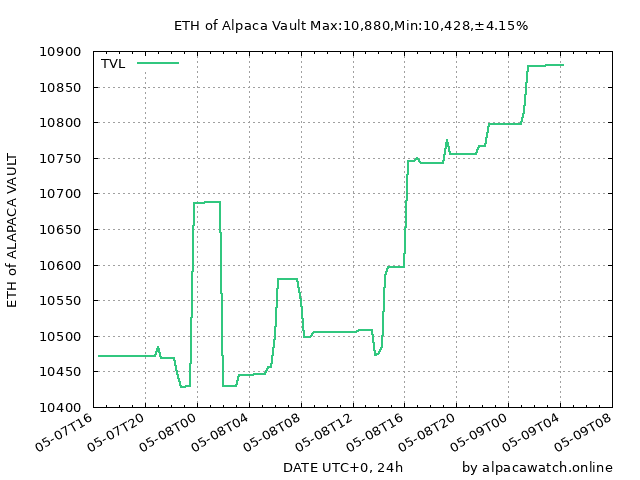 ETH of Alpaca Vault Max:10,880,Min:10,428,±4.15%
TVL
10900
10850
10800
10750
10700
10650
10600
10550
10500
10450
10400
ETH of ALAPACA VAULT
05-07T16
05-07T20
05-08T00
05-08T04
05-08T08
05-08T12
05-08T16
05-08T20
05-09T00
05-09T04
05-09T08
DATE UTC+0, 24h
by alpacawatch.online